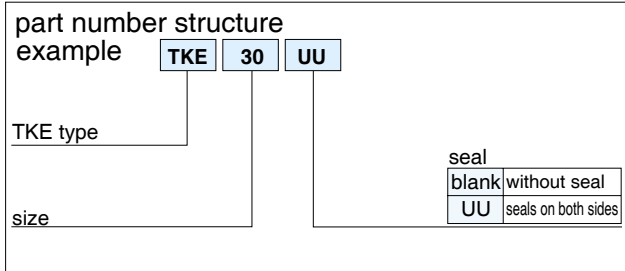 part number structure
example TKE 30 UU
TKE type
seal
blank without seal
UU seals on both sides
size